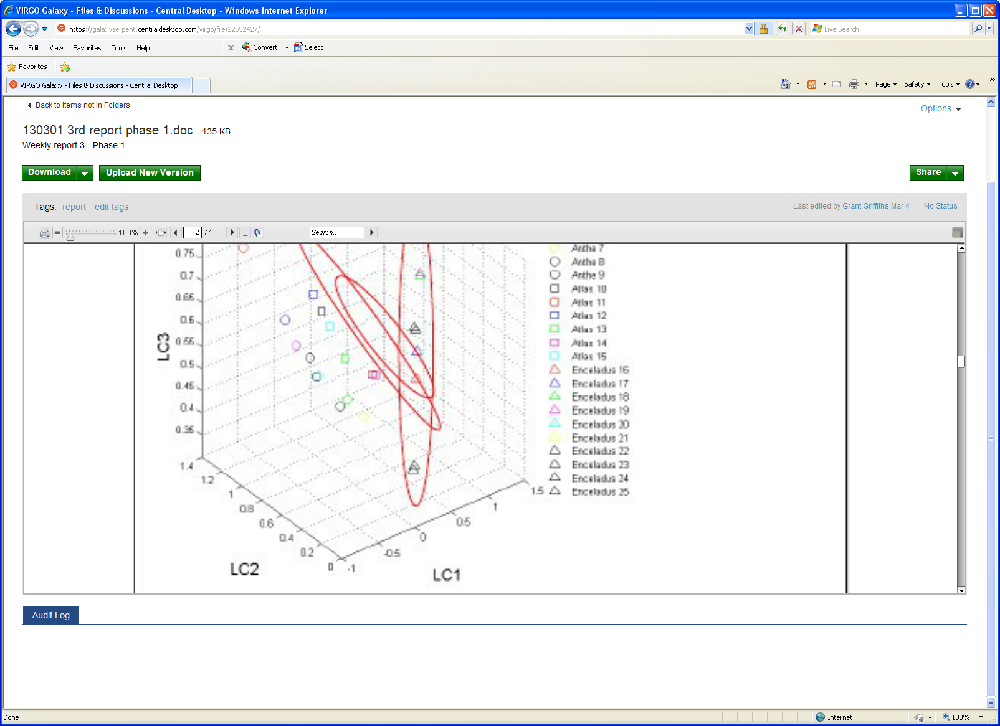 VIRGO Galaxy - Files & Discussions - Central Desktop - Windows Internet Explorer
https://galaxyserpent.centraldesktop.com/virgo/file/22552427/
Live Search
File Edit View Favorites Tools Help
x Convert Select
Favorites
VIRGO Galaxy - Files & Discussions - Central Desktop
Page Safety Tools »
Back to Items not in Folders
Options
130301 3rd report phase 1.doc 135 KB
Weekly report 3 - Phase 1
Download Upload New Version Share
Tags: report edit tags
Last edited by Grant Griffiths Mar 4 No Status
100% 2 / 4 Search..
0.75
0.7
0.65
0.6
0.55
0.5
0.45
0.4
0.35
LC3
1.4
1.2
1
0.8
0.6
0.4
0.2
0
LC2
-1
-0.5
0
0.5
1
1.5
LC1
Anthe 7
Anthe 8
Anthe 9
Atlas 10
Atlas 11
Atlas 12
Atlas 13
Atlas 14
Atlas 15
Enceladus 16
Enceladus 17
Enceladus 18
Enceladus 19
Enceladus 20
Enceladus 21
Enceladus 22
Enceladus 23
Enceladus 24
Enceladus 25
Audit Log
Done
Internet
100%